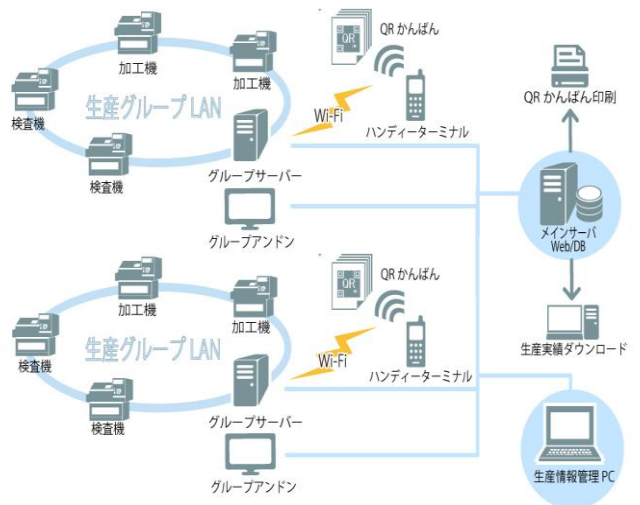 加工機
加工機
検査機
生産グループ LAN
検査機
グループサーバー
グループアンドン
QR
QR かんばん
Wi-Fi
ハンディーターミナル
加工機
加工機
検査機
生産グループ LAN
検査機
グループサーバー
グループアンドン
QR
QR かんばん
Wi-Fi
ハンディーターミナル
QR かんばん印刷
メインサーバ
Web/DB
生産実績ダウンロード
生産情報管理 PC